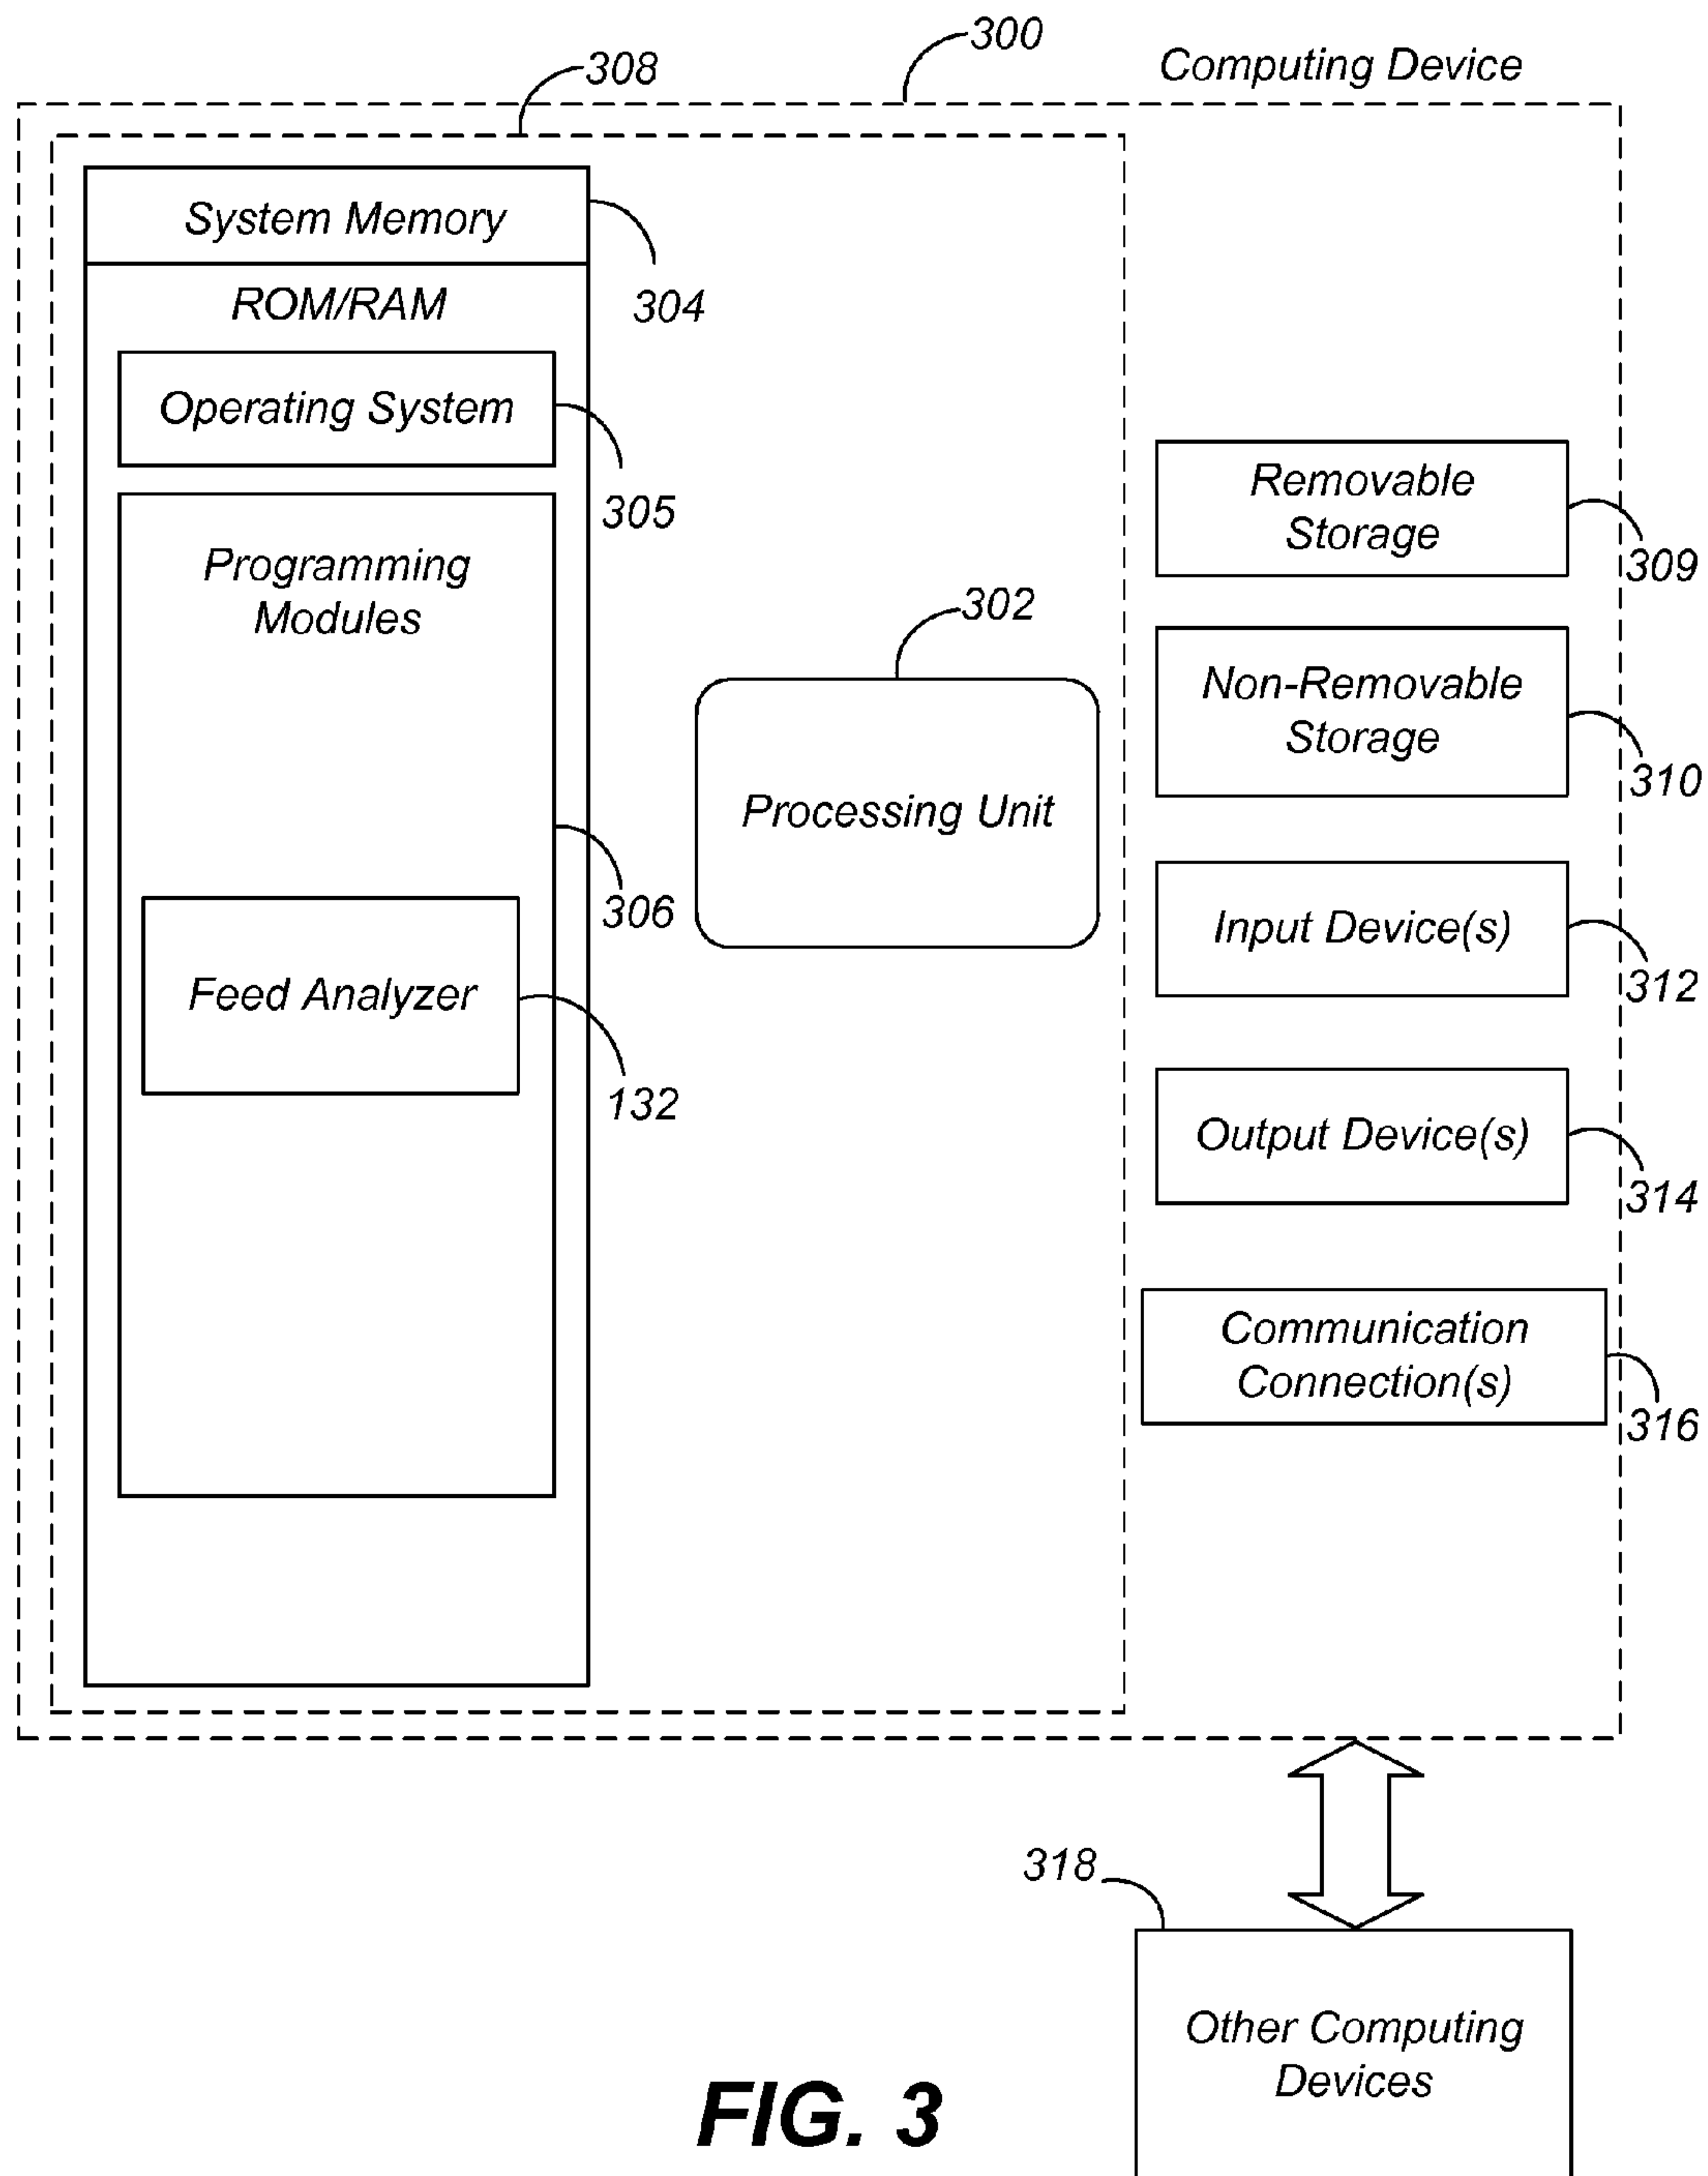 300
Computing Device
308
System Memory
304
ROM/RAM
Operating System
305
Programming
Modules
306
Feed Analyzer
132
302
Processing Unit
Removable
Storage
309
Non-Removable
Storage
310
Input Device(s)
312
Output Device(s)
314
Communication
Connection(s)
316
318
Other Computing
Devices
FIG. 3